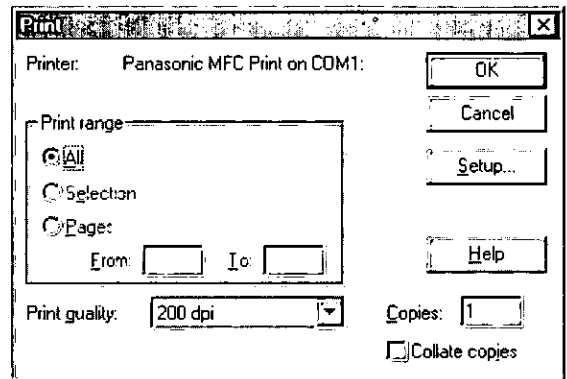 Print
Printer: Panasonic MFC Print on COM1:
OK
Cancel
Setup...
Help
Print range
All
Selection
Pages
From: To:
Print quality: 200 dpi
Copies: 1
Collate copies